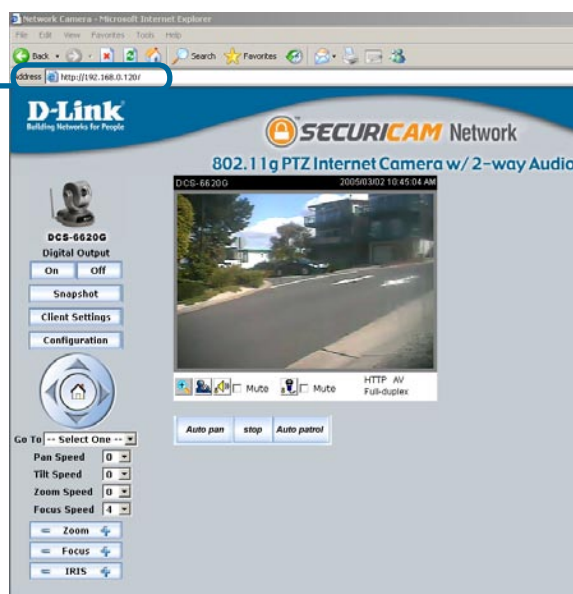 Network Camera - Microsoft Internet Explorer
File Edit View Favorites Tools Help
Back Search Favorites
Address http://192.168.0.120/
D-Link
Building Networks for People
SECURICAM Network
802.11g PTZ Internet Camera w/ 2-way Audio
DCS-6620G 2005/03/02 10:45:04 AM
DCS-6620G
Digital Output
On Off
Snapshot
Client Settings
Configuration
Mute Mute HTTP AV
Full-duplex
Auto pan stop Auto patrol
Go To -- Select One --
Pan Speed 0
Tilt Speed 0
Zoom Speed 0
Focus Speed 4
Zoom
Focus
IRIS